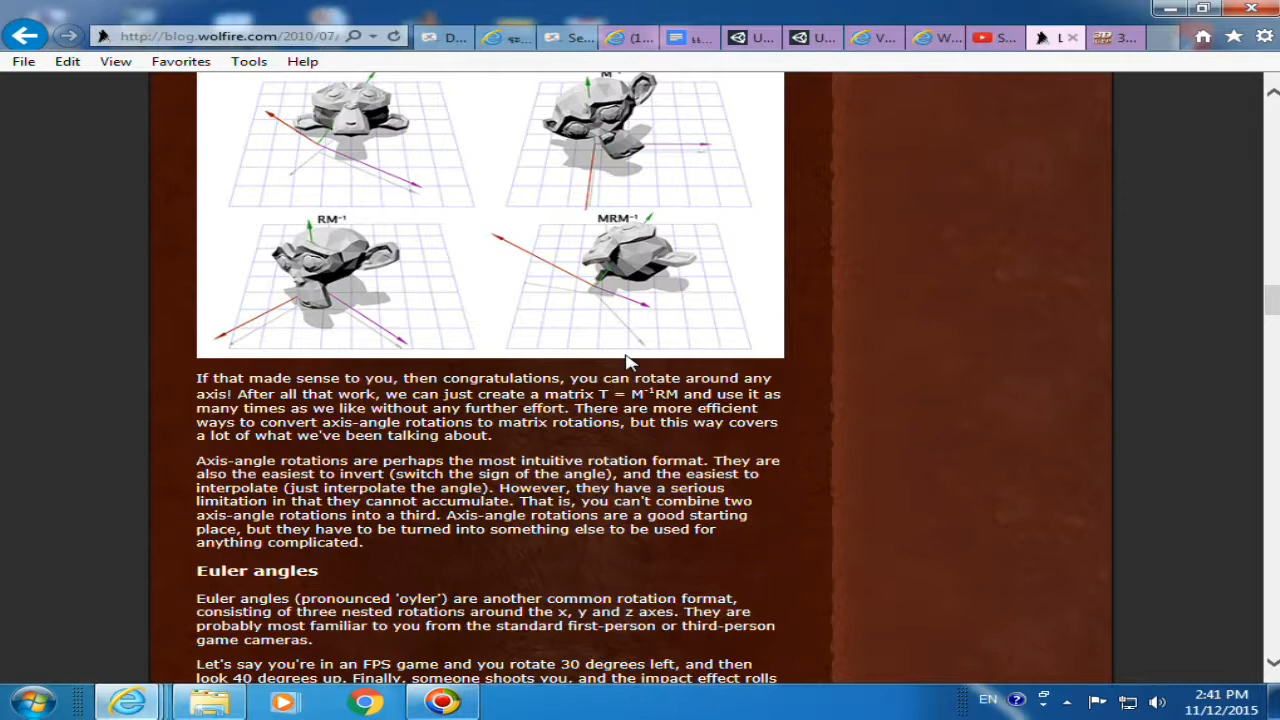 http://blog.wolfire.com/2010/07/
D...
Se...
(1...
U...
U...
V...
W...
S...
L
3...
File Edit View Favorites Tools Help
M⁻
RM⁻¹
MRM⁻¹
If that made sense to you, then congratulations, you can rotate around any
axis! After all that work, we can just create a matrix T = M⁻¹RM and use it as
many times as we like without any further effort. There are more efficient
ways to convert axis-angle rotations to matrix rotations, but this way covers
a lot of what we've been talking about.
Axis-angle rotations are perhaps the most intuitive rotation format. They are
also the easiest to invert (switch the sign of the angle), and the easiest to
interpolate (just interpolate the angle). However, they have a serious
limitation in that they cannot accumulate. That is, you can't combine two
axis-angle rotations into a third. Axis-angle rotations are a good starting
place, but they have to be turned into something else to be used for
anything complicated.
Euler angles
Euler angles (pronounced 'oyler') are another common rotation format,
consisting of three nested rotations around the x, y and z axes. They are
probably most familiar to you from the standard first-person or third-person
game cameras.
Let's say you're in an FPS game and you rotate 30 degrees left, and then
look 40 degrees up. Finally, someone shoots you, and the impact effect rolls
EN
2:41 PM
11/12/2015